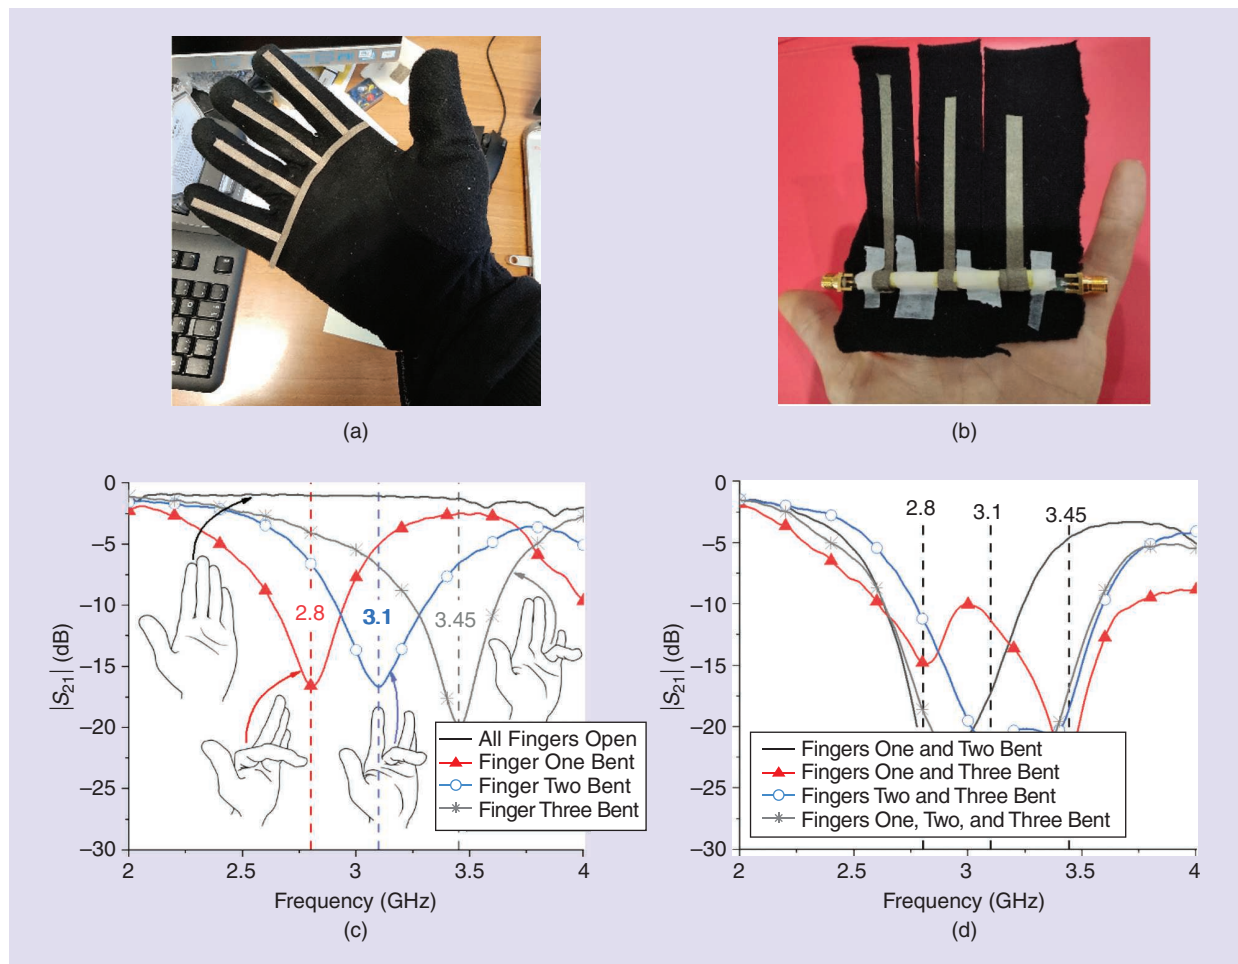 (a)
(b)
0
–5
–10
–15
–20
–25
–30
|S21| (dB)
2.8
3.1
3.45
All Fingers Open
Finger One Bent
Finger Two Bent
Finger Three Bent
2
2.5
3
3.5
4
Frequency (GHz)
(c)
0
–5
–10
–15
–20
–25
–30
|S21| (dB)
2.8
3.1
3.45
Fingers One and Two Bent
Fingers One and Three Bent
Fingers Two and Three Bent
Fingers One, Two, and Three Bent
2
2.5
3
3.5
4
Frequency (GHz)
(d)